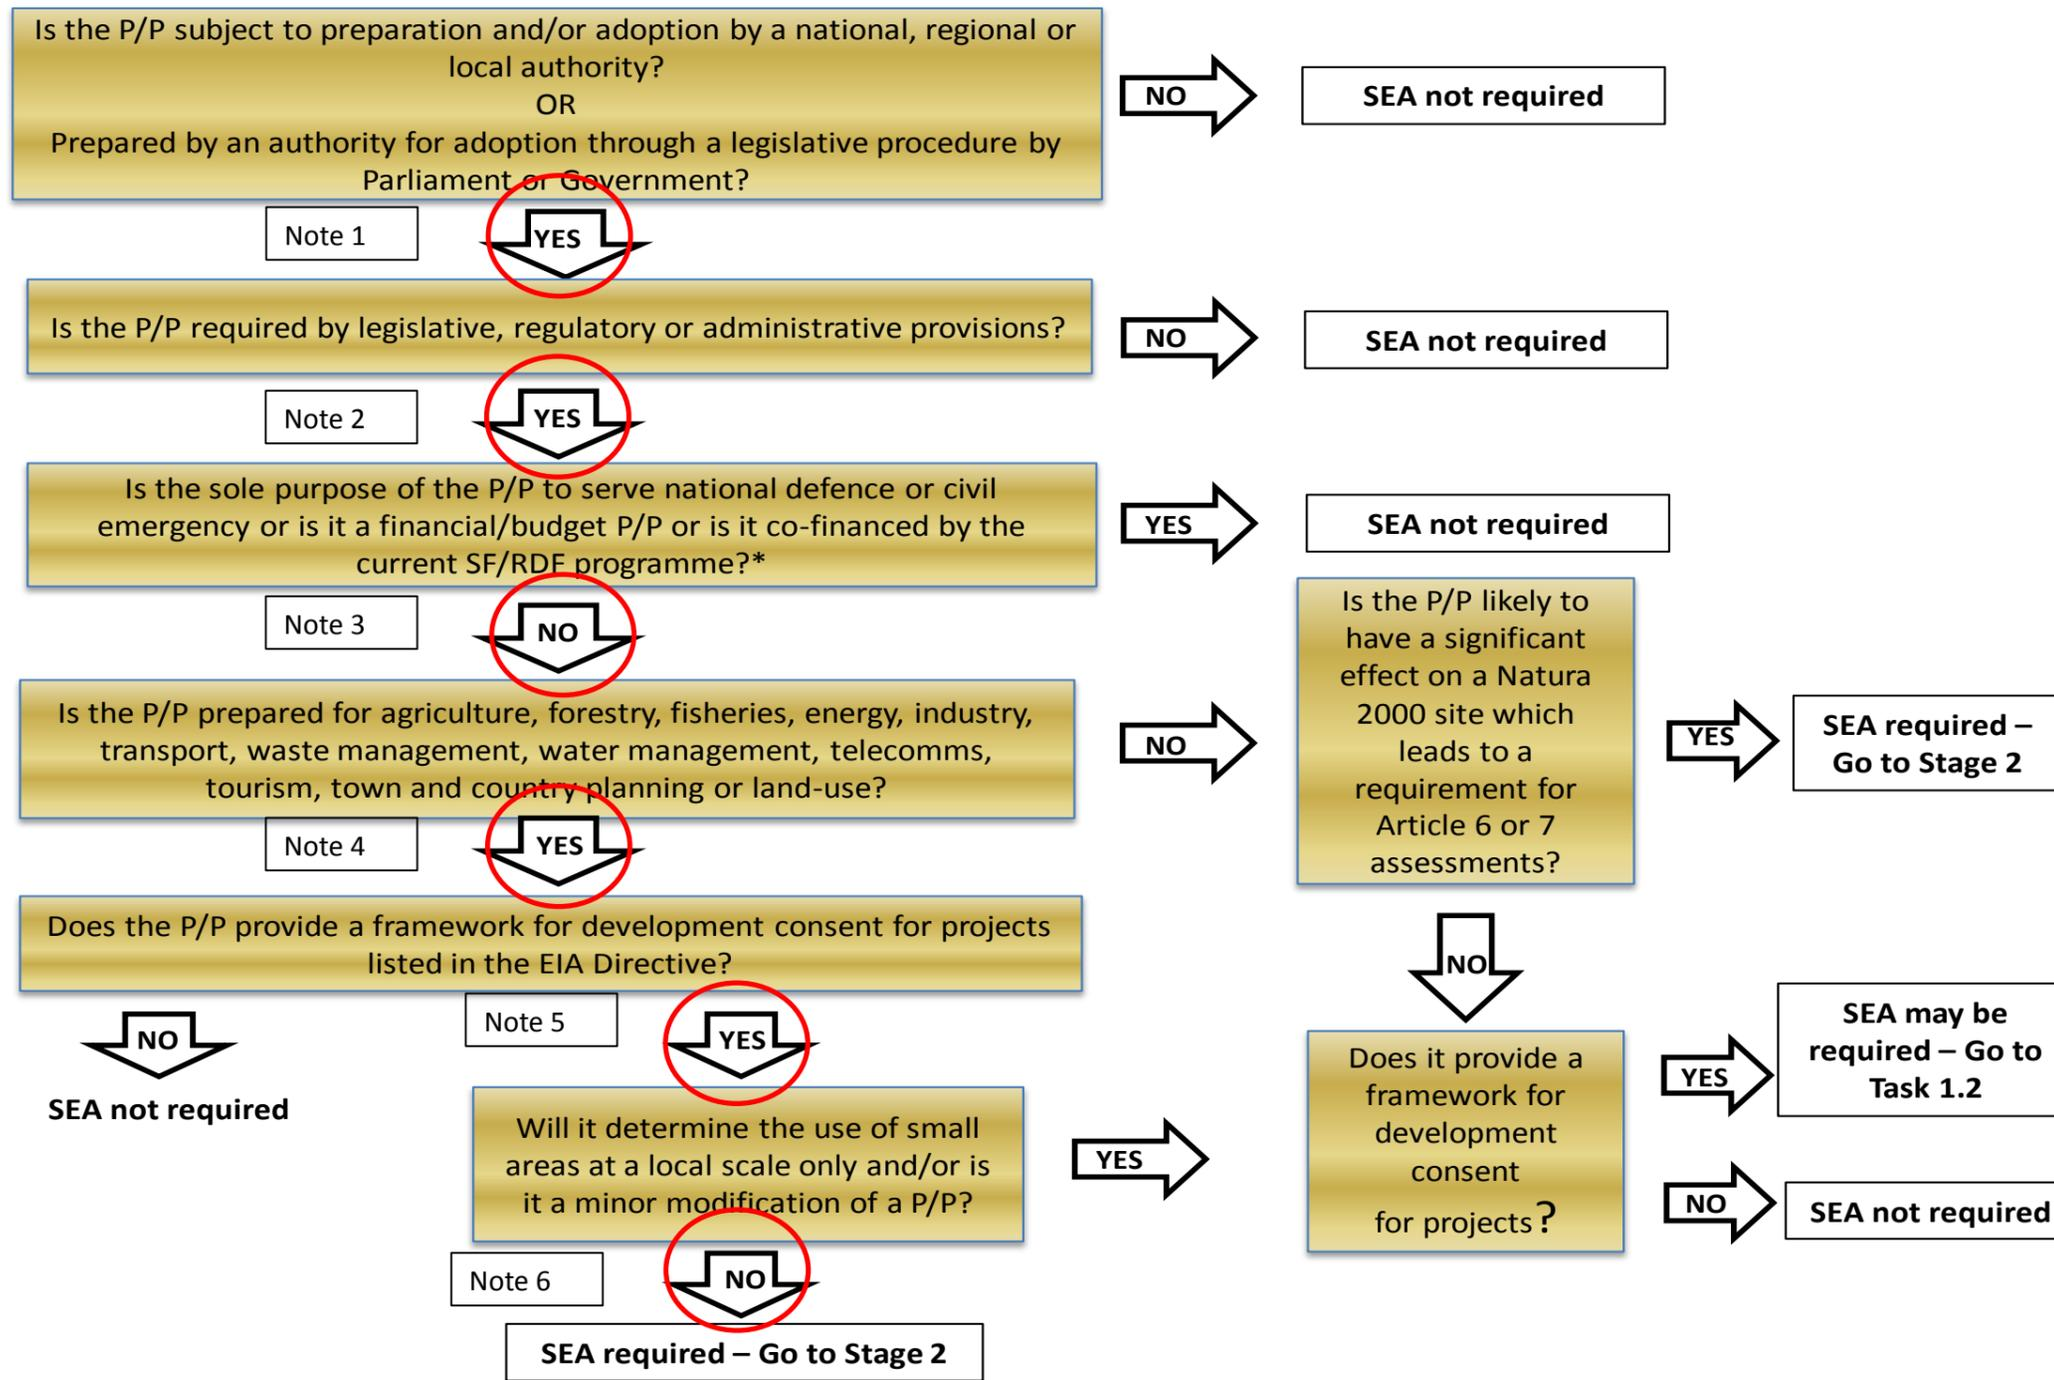 Is the P/P subject to preparation and/or adoption by a national, regional or
local authority?
OR
Prepared by an authority for adoption through a legislative procedure by
Parliament or Government?
NO
SEA not required
Note 1
YES
Is the P/P required by legislative, regulatory or administrative provisions?
NO
SEA not required
Note 2
YES
Is the sole purpose of the P/P to serve national defence or civil
emergency or is it a financial/budget P/P or is it co-financed by the
current SF/RDF programme?*
YES
SEA not required
Note 3
NO
Is the P/P prepared for agriculture, forestry, fisheries, energy, industry,
transport, waste management, water management, telecomms,
tourism, town and country planning or land-use?
NO
Is the P/P likely to
have a significant
effect on a Natura
2000 site which
leads to a
requirement for
Article 6 or 7
assessments?
YES
SEA required –
Go to Stage 2
Note 4
YES
Does the P/P provide a framework for development consent for projects
listed in the EIA Directive?
NO
SEA not required
Note 5
YES
NO
Will it determine the use of small
areas at a local scale only and/or is
it a minor modification of a P/P?
YES
Does it provide a
framework for
development
consent
for projects?
YES
SEA may be
required – Go to
Task 1.2
NO
SEA not required
Note 6
NO
SEA required – Go to Stage 2